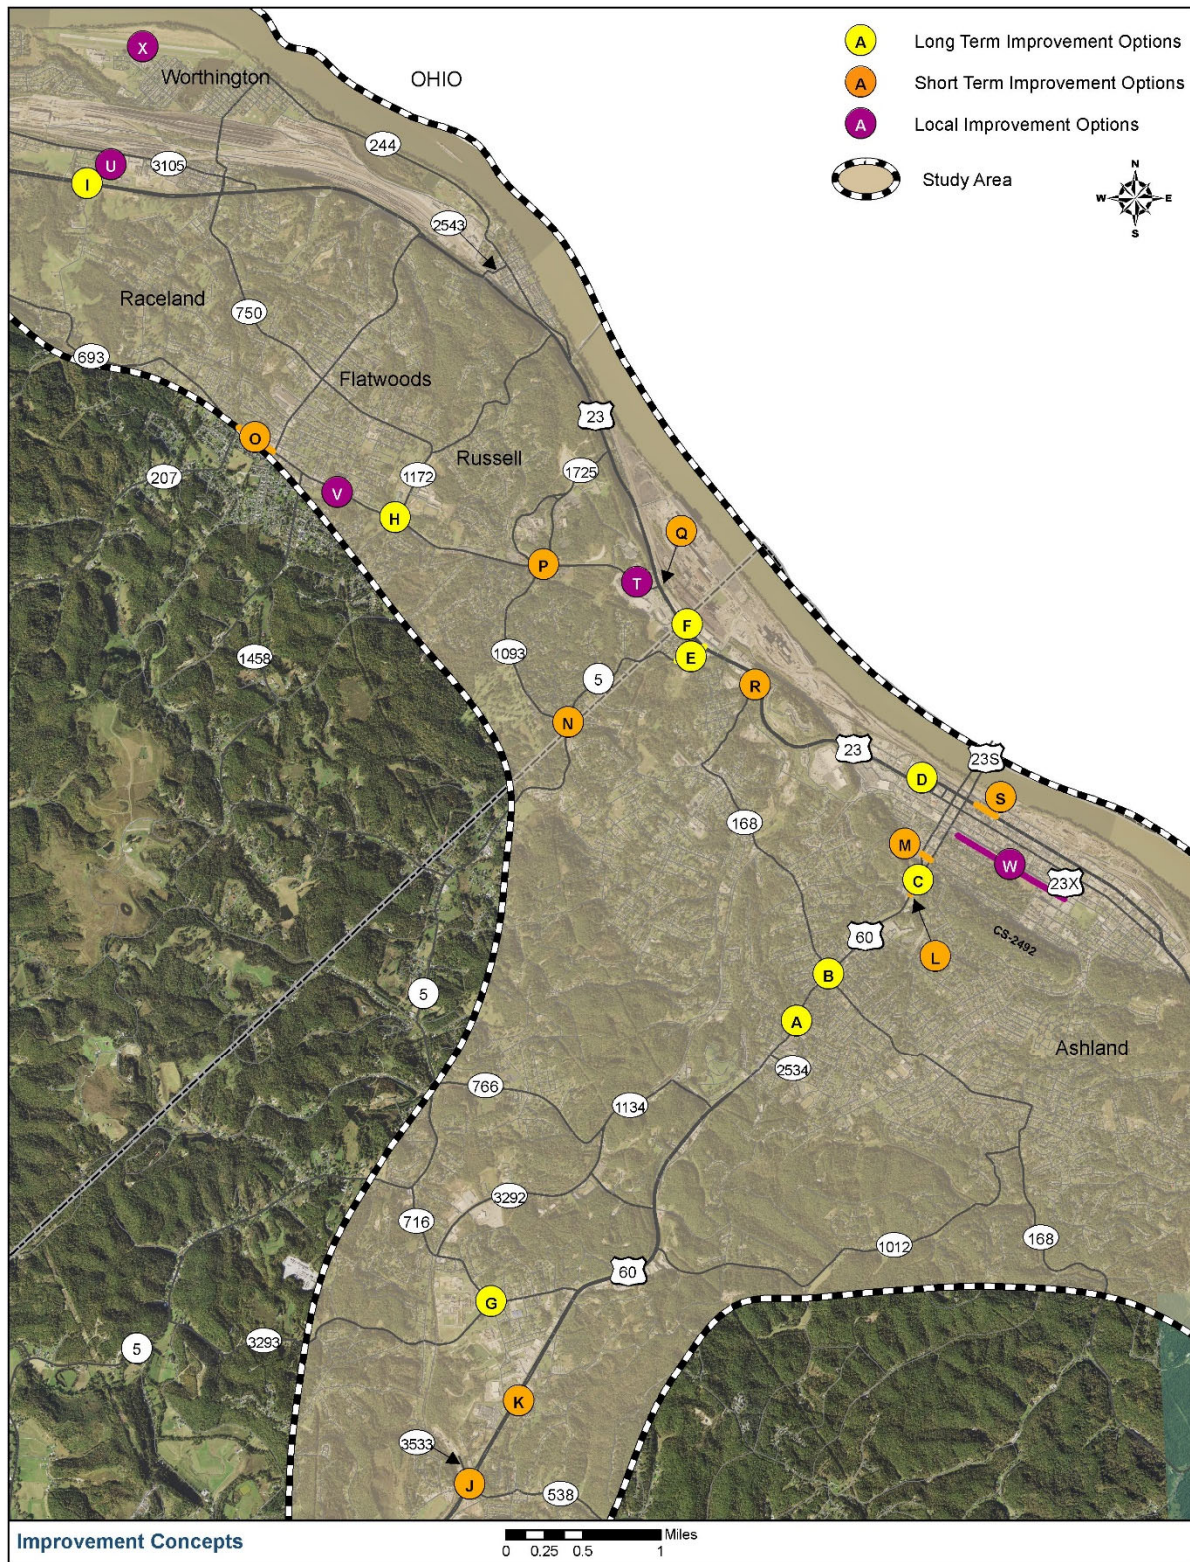 A Long Term Improvement Options
A Short Term Improvement Options
A Local Improvement Options
Study Area
N
W E
S
X
Worthington
OHIO
244
U
3105
I
2543
Raceland
750
693
Flatwoods
23
O
Russell
207
1172
1725
V
H
Q
P
T
F
1093
E
1458
5
R
N
23
23S
D
S
168
M
W
C
23X
60
CS-2492
L
B
5
A
Ashland
2534
766
1134
3292
716
168
1012
60
G
3293
5
K
3533
J
538
Improvement Concepts
Miles
0 0.25 0.5 1